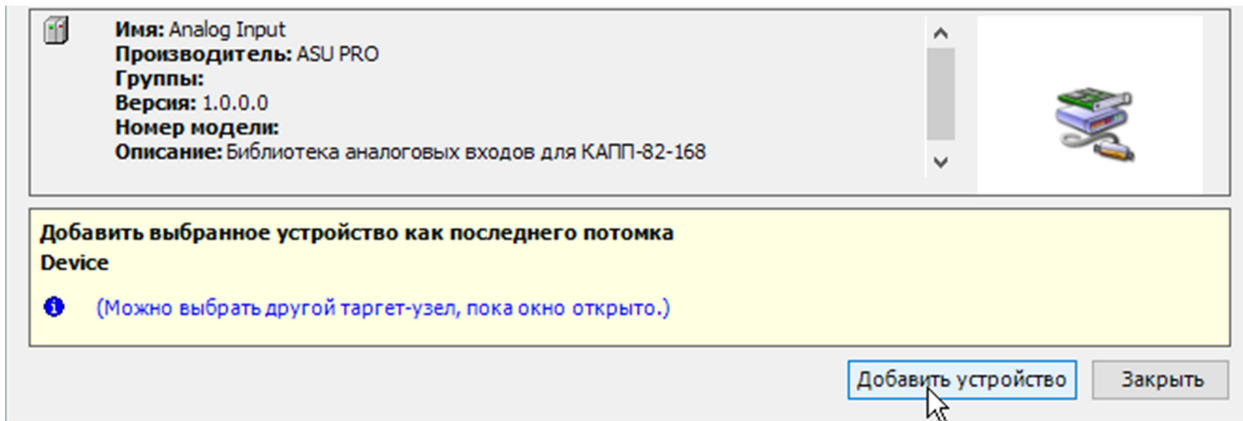 Имя: Analog Input
Производитель: ASU PRO
Группы:
Версия: 1.0.0.0
Номер модели:
Описание: Библиотека аналоговых входов для КАПП-82-168
Добавить выбранное устройство как последнего потомка
Device
(Можно выбрать другой таргет-узел, пока окно открыто.)
Добавить устройство Закрыть